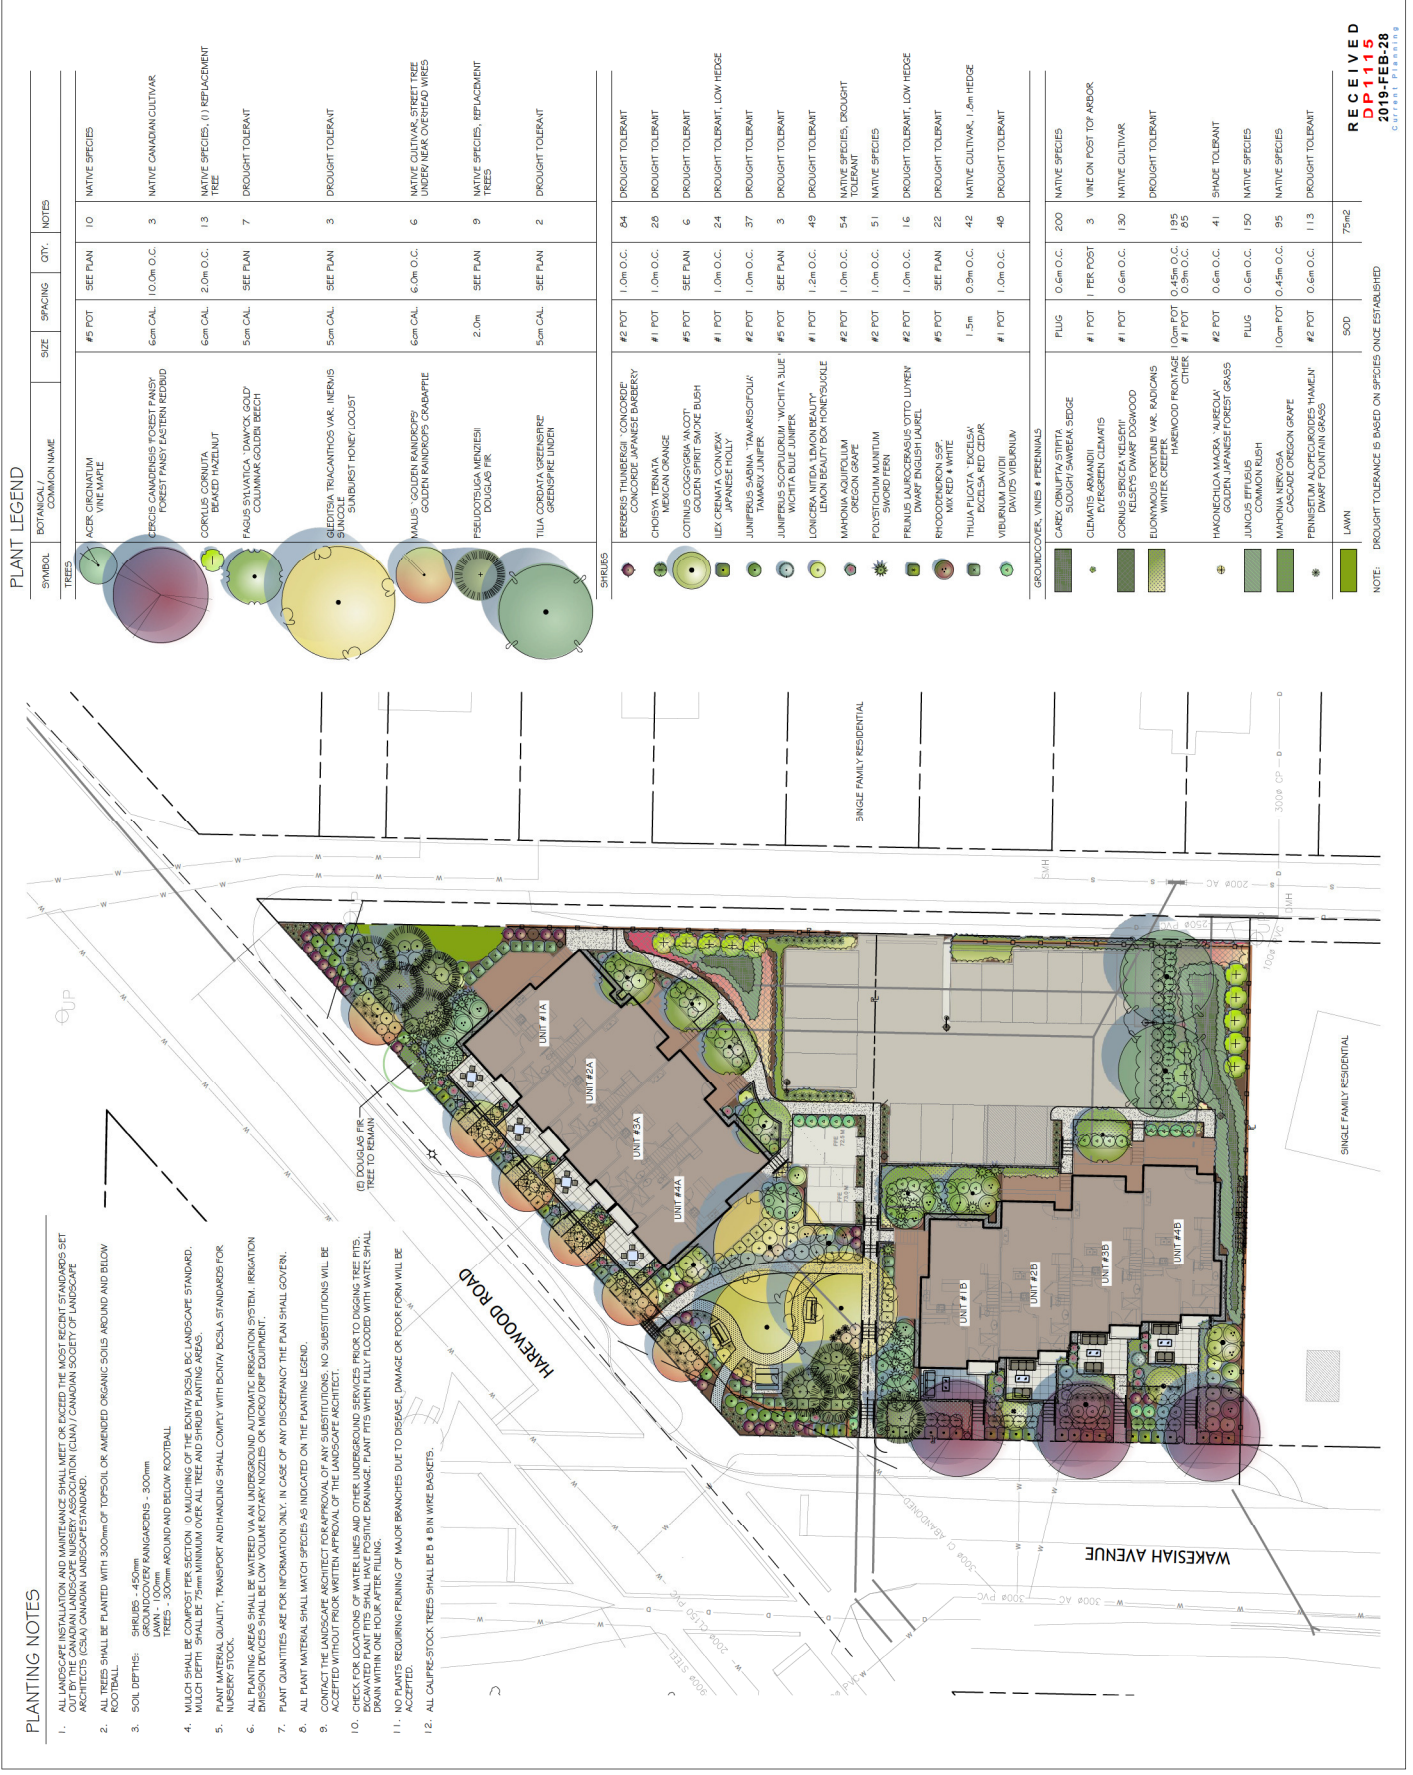 PLANT LEGEND
SYMBOL BOTANICAL/ COMMON NAME SIZE SPACING QTY. NOTES
TREES
ACER CIRCINATUM #5 POT SEE PLAN 10 NATIVE SPECIES
VINE MAPLE
CERCIS CANADENSIS 'FOREST PANSY' 6cm CAL. 10.0m O.C. 3 NATIVE CANADIAN CULTIVAR
FOREST PANSY EASTERN REDBUD
CORYLUS CORNUTA 6cm CAL. 2.0m O.C. 13 NATIVE SPECIES, (1) REPLACEMENT
BEAKED HAZELNUT TREE
FAGUS SYLVATICA 'DAWYCK GOLD' 5cm CAL. SEE PLAN 7 DROUGHT TOLERANT
COLUMNAR GOLDEN BEECH
GLEDITSIA TRIACANTHOS VAR. INERMIS 5cm CAL. SEE PLAN 3 DROUGHT TOLERANT
SUNCOLE
SUNBURST HONEY LOCUST
MALUS 'GOLDEN RAINDROPS' 6cm CAL. 6.0m O.C. 6 NATIVE CULTIVAR, STREET TREE
GOLDEN RAINDROPS CRABAPPLE UNDER/ NEAR OVERHEAD WIRES
PSEUDOTSUGA MENZIESII 2.0m SEE PLAN 9 NATIVE SPECIES, REPLACEMENT
DOUGLAS FIR TREES
TILIA CORDATA 'GREENSPIRE' 5cm CAL. SEE PLAN 2 DROUGHT TOLERANT
GREENSPIRE LINDEN
SHRUBS
BERBERIS THUNBERGII 'CONCORDE' #2 POT 1.0m O.C. 84 DROUGHT TOLERANT
CONCORDE JAPANESE BARBERRY
CHOISYA TERNATA #1 POT 1.0m O.C. 28 DROUGHT TOLERANT
MEXICAN ORANGE
COTINUS COGGYGRIA 'ANCOT' #5 POT SEE PLAN 6 DROUGHT TOLERANT
GOLDEN SPIRIT SMOKE BUSH
ILEX CRENATA 'CONVEXA' #1 POT 1.0m O.C. 24 DROUGHT TOLERANT, LOW HEDGE
JAPANESE HOLLY
JUNIPERUS SABINA 'TAMARISCIFOLIA' #2 POT 1.0m O.C. 37 DROUGHT TOLERANT
TAMARIX JUNIPER
JUNIPERUS SCOPULORUM 'WICHITA BLUE' #5 POT SEE PLAN 3 DROUGHT TOLERANT
WICHITA BLUE JUNIPER
LONICERA NITIDA 'LEMON BEAUTY' #1 POT 1.2m O.C. 49 DROUGHT TOLERANT
LEMON BEAUTY BOX HONEYSUCKLE
MAHONIA AQUIFOLIUM #2 POT 1.0m O.C. 54 NATIVE SPECIES, DROUGHT
OREGON GRAPE TOLERANT
POLYSTICHUM MUNITUM #2 POT 1.0m O.C. 51 NATIVE SPECIES
SWORD FERN
PRUNUS LAUROCERASUS 'OTTO LUYKEN' #2 POT 1.0m O.C. 16 DROUGHT TOLERANT, LOW HEDGE
DWARF ENGLISH LAUREL
RHODODENDRON SSP. #5 POT SEE PLAN 22 DROUGHT TOLERANT
MIX RED & WHITE
THUJA PLICATA 'EXCELSA' 1.5m 0.9m O.C. 42 NATIVE CULTIVAR, 1.8m HEDGE
EXCELSA RED CEDAR
VIBURNUM DAVIDII #1 POT 1.0m O.C. 48 DROUGHT TOLERANT
DAVID'S VIBURNUM
GROUNDCOVER, VINES & PERENNIALS
CAREX OBNUPTA/ STIPITA PLUG 0.6m O.C. 200 NATIVE SPECIES
SLOUGH/ SAWBEAK SEDGE
CLEMATIS ARMANDII #1 POT 1 PER POST 3 VINE ON POST TOP ARBOR
EVERGREEN CLEMATIS
CORNUS SERICEA 'KELSEYI' #1 POT 0.6m O.C. 130 NATIVE CULTIVAR
KELSEY'S DWARF DOGWOOD
EUONYMOUS FORTUNEI VAR. RADICANS DROUGHT TOLERANT
WINTER CREEPER
HAREWOOD FRONTAGE 10cm POT 0.45m O.C. 195
OTHER #1 POT 0.9m O.C. 85
HAKONECHLOA MACRA 'AUREOLA' #2 POT 0.6m O.C. 41 SHADE TOLERANT
GOLDEN JAPANESE FOREST GRASS
JUNCUS EFFUSUS PLUG 0.6m O.C. 150 NATIVE SPECIES
COMMON RUSH
MAHONIA NERVOSA 10cm POT 0.45m O.C. 95 NATIVE SPECIES
CASCADE OREGON GRAPE
PENNISETUM ALOPECUROIDES 'HAMELN' #2 POT 0.6m O.C. 113 DROUGHT TOLERANT
DWARF FOUNTAIN GRASS
LAWN SOD 75m2
NOTE: DROUGHT TOLERANCE IS BASED ON SPECIES ONCE ESTABLISHED
RECEIVED
DP1115
2019-FEB-28
Current Planning
PLANTING NOTES
1. ALL LANDSCAPE INSTALLATION AND MAINTENANCE SHALL MEET OR EXCEED THE MOST RECENT STANDARDS SET
OUT BY THE CANADIAN LANDSCAPE NURSERY ASSOCIATION (CLNA) / CANADIAN SOCIETY OF LANDSCAPE
ARCHITECTS (CSLA) CANADIAN LANDSCAPE STANDARD.
2. ALL TREES SHALL BE PLANTED WITH 300mm OF TOPSOIL OR AMENDED ORGANIC SOILS AROUND AND BELOW
ROOTBALL.
3. SOIL DEPTHS: SHRUBS - 450mm
GROUNDCOVER/ RAINGARDENS - 300mm
LAWN - 100mm
TREES - 300mm AROUND AND BELOW ROOTBALL
4. MULCH SHALL BE COMPOST PER SECTION 10 MULCHING OF THE BCNTA/ BCSLA BC LANDSCAPE STANDARD.
MULCH DEPTH SHALL BE 75mm MINIMUM OVER ALL TREE AND SHRUB PLANTING AREAS.
5. PLANT MATERIAL QUALITY, TRANSPORT AND HANDLING SHALL COMPLY WITH BCNTA/ BCSLA STANDARDS FOR
NURSERY STOCK.
6. ALL PLANTING AREAS SHALL BE WATERED VIA AN UNDERGROUND AUTOMATIC IRRIGATION SYSTEM. IRRIGATION
EMISSION DEVICES SHALL BE LOW VOLUME ROTARY NOZZLES OR MICRO/ DRIP EQUIPMENT.
7. PLANT QUANTITIES ARE FOR INFORMATION ONLY. IN CASE OF ANY DISCREPANCY THE PLAN SHALL GOVERN.
8. ALL PLANT MATERIAL SHALL MATCH SPECIES AS INDICATED ON THE PLANTING LEGEND.
9. CONTACT THE LANDSCAPE ARCHITECT FOR APPROVAL OF ANY SUBSTITUTIONS. NO SUBSTITUTIONS WILL BE
ACCEPTED WITHOUT PRIOR WRITTEN APPROVAL OF THE LANDSCAPE ARCHITECT.
10. CHECK FOR LOCATIONS OF WATER LINES AND OTHER UNDERGROUND SERVICES PRIOR TO DIGGING TREE PITS.
EXCAVATED PLANT PITS SHALL HAVE POSITIVE DRAINAGE. PLANT PITS WHEN FULLY FLOODED WITH WATER SHALL
DRAIN WITHIN ONE HOUR AFTER FILLING.
11. NO PLANTS REQUIRING PRUNING OF MAJOR BRANCHES DUE TO DISEASE, DAMAGE OR POOR FORM WILL BE
ACCEPTED.
12. ALL CALIPRE-STOCK TREES SHALL BE B & B IN WIRE BASKETS.
(E) DOUGLAS FIR
TREE TO REMAIN
HAREWOOD ROAD
WAKESIAH AVENUE
UNIT #1A
UNIT #2A
UNIT #3A
UNIT #4A
UNIT #1B
UNIT #2B
UNIT #3B
UNIT #4B
SINGLE FAMILY RESIDENTIAL
SINGLE FAMILY RESIDENTIAL
UP
SMH
DMH
200ø AC
250ø PVC
100ø PVC
300ø CP
300ø CI ABANDONED
300ø AC
300ø PVC
200ø CL150 PVC
900ø STEEL